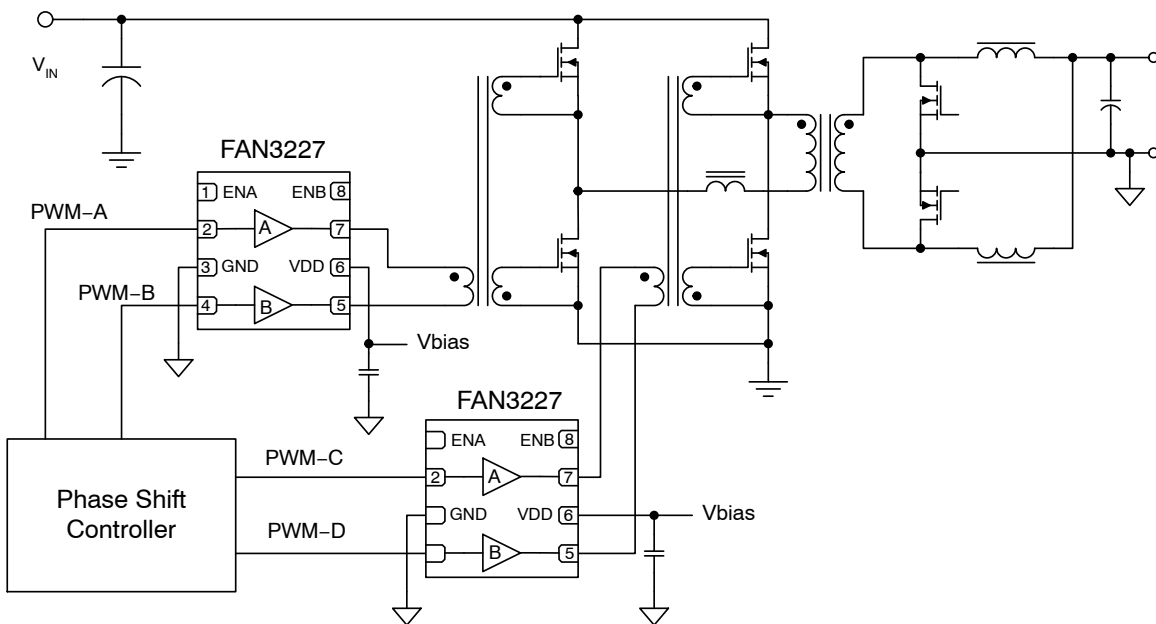 V_IN
FAN3227
1 ENA ENB 8
PWM−A
2 A 7
3 GND VDD 6
PWM−B
4 B 5
Vbias
FAN3227
ENA ENB 8
PWM−C
2 A 7
Phase Shift
Controller
GND VDD 6
Vbias
PWM−D
B 5